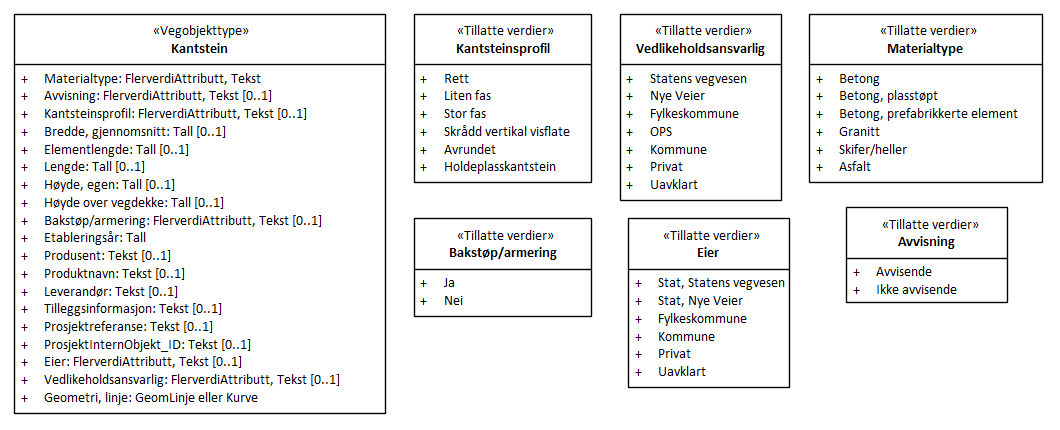 «Vegobjekttype»
Kantstein
+ Materialtype: FlerverdiAttributt, Tekst
+ Avvisning: FlerverdiAttributt, Tekst [0..1]
+ Kantsteinsprofil: FlerverdiAttributt, Tekst [0..1]
+ Bredde, gjennomsnitt: Tall [0..1]
+ Elementlengde: Tall [0..1]
+ Lengde: Tall [0..1]
+ Høyde, egen: Tall [0..1]
+ Høyde over vegdekke: Tall [0..1]
+ Bakstøp/armering: FlerverdiAttributt, Tekst [0..1]
+ Etableringsår: Tall
+ Produsent: Tekst [0..1]
+ Produktnavn: Tekst [0..1]
+ Leverandør: Tekst [0..1]
+ Tilleggsinformasjon: Tekst [0..1]
+ Prosjektreferanse: Tekst [0..1]
+ ProsjektInternObjekt_ID: Tekst [0..1]
+ Eier: FlerverdiAttributt, Tekst [0..1]
+ Vedlikeholdsansvarlig: FlerverdiAttributt, Tekst [0..1]
+ Geometri, linje: GeomLinje eller Kurve
«Tillatte verdier»
Kantsteinsprofil
+ Rett
+ Liten fas
+ Stor fas
+ Skrådd vertikal visflate
+ Avrundet
+ Holdeplasskantstein
«Tillatte verdier»
Vedlikeholdsansvarlig
+ Statens vegvesen
+ Nye Veier
+ Fylkeskommune
+ OPS
+ Kommune
+ Privat
+ Uavklart
«Tillatte verdier»
Materialtype
+ Betong
+ Betong, plasstøpt
+ Betong, prefabrikkerte element
+ Granitt
+ Skifer/heller
+ Asfalt
«Tillatte verdier»
Bakstøp/armering
+ Ja
+ Nei
«Tillatte verdier»
Eier
+ Stat, Statens vegvesen
+ Stat, Nye Veier
+ Fylkeskommune
+ Kommune
+ Privat
+ Uavklart
«Tillatte verdier»
Avvisning
+ Avvisende
+ Ikke avvisende